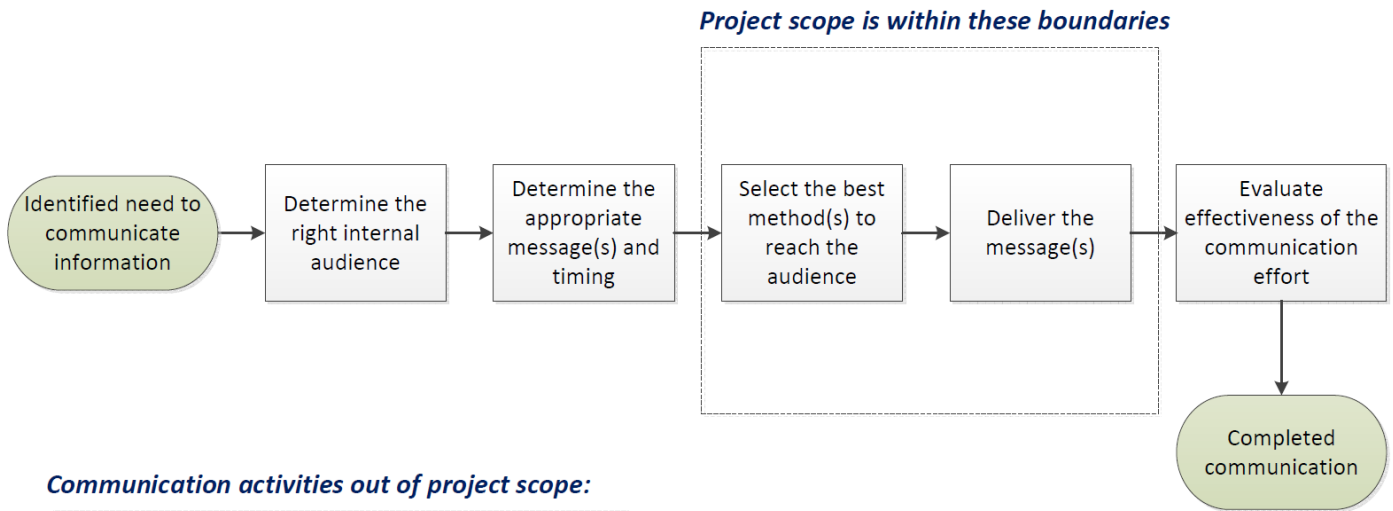 Project scope is within these boundaries
Identified need to
communicate
information
Determine the
right internal
audience
Determine the
appropriate
message(s) and
timing
Select the best
method(s) to
reach the
audience
Deliver the
message(s)
Evaluate
effectiveness of the
communication
effort
Completed
communication
Communication activities out of project scope: